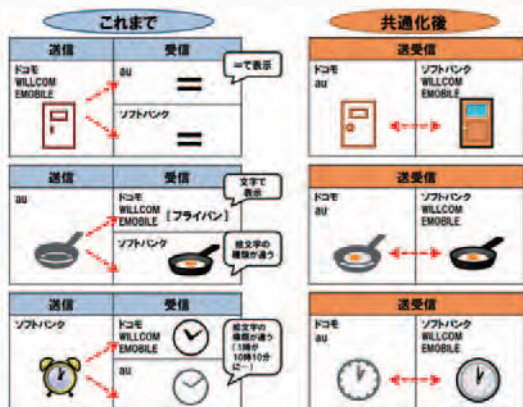 これまで
送信
受信
ドコモ
WILLCOM
EMOBILE
au
ソフトバンク
=で表示
送信
受信
au
ドコモ
WILLCOM
EMOBILE
[フライパン]
ソフトバンク
文字で
表示
絵文字の
種類が違う
送信
受信
ソフトバンク
ドコモ
WILLCOM
EMOBILE
au
絵文字の
種類が違う
(1時が
10時10分
に…)
共通化後
送受信
ドコモ
au
ソフトバンク
WILLCOM
EMOBILE
送受信
ドコモ
au
ソフトバンク
WILLCOM
EMOBILE
送受信
ドコモ
au
ソフトバンク
WILLCOM
EMOBILE